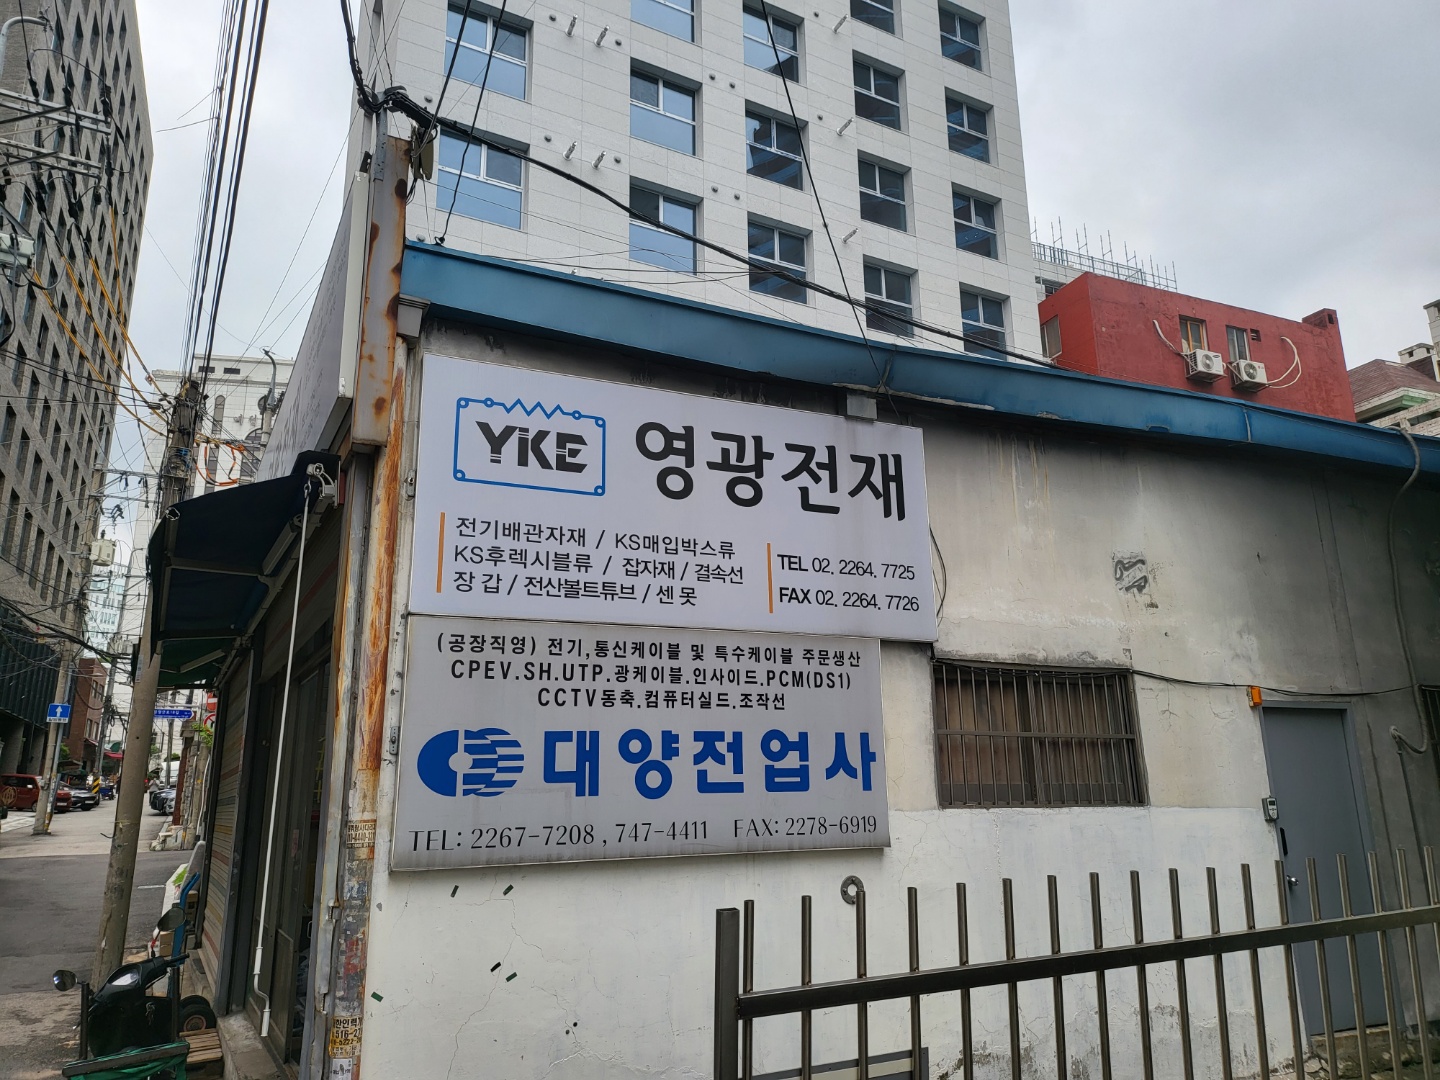 YKE 영광전재
전기배관자재 / KS매입박스류
KS후렉시블류 / 잡자재 / 결속선
장 갑 / 전산볼트튜브 / 센 못
TEL 02. 2264. 7725
FAX 02. 2264. 7726
(공장직영) 전기,통신케이블 및 특수케이블 주문생산
CPEV.SH.UTP.광케이블.인사이드.PCM(DS1)
CCTV동축.컴퓨터실드.조작선
대양전업사
TEL: 2267-7208 , 747-4411 FAX: 2278-6919